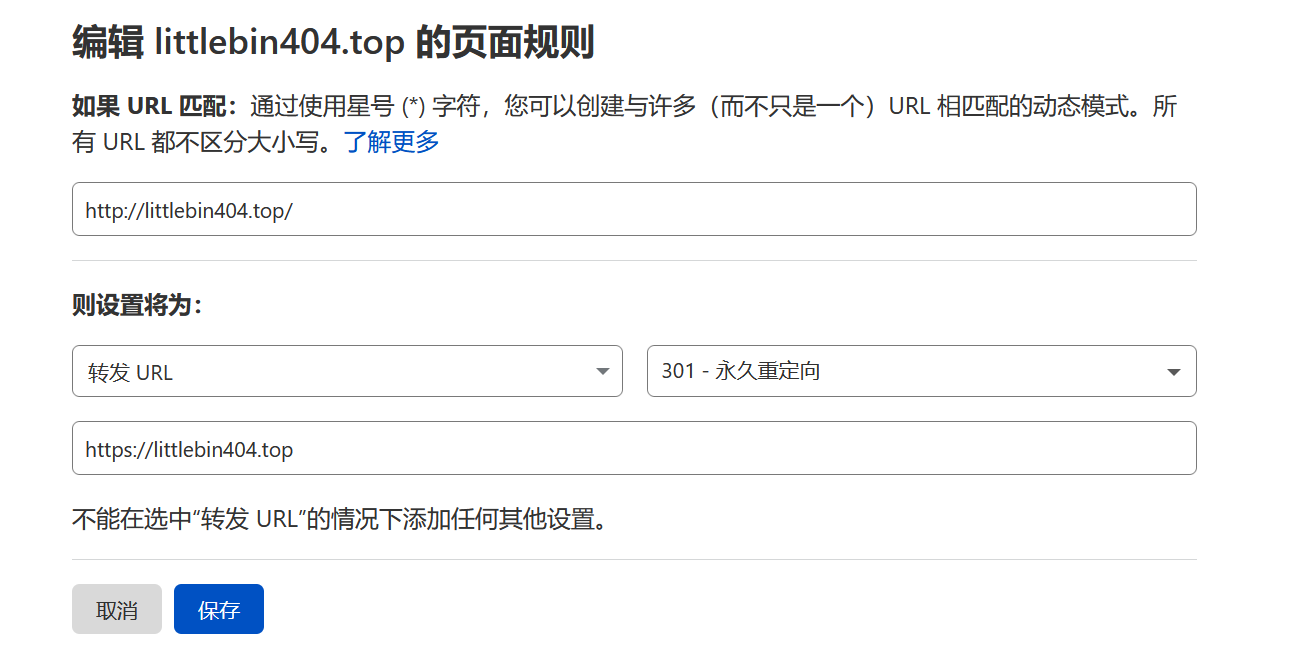 编辑 littlebin404.top 的页面规则
如果 URL 匹配：通过使用星号 (*) 字符，您可以创建与许多（而不只是一个）URL 相匹配的动态模式。所
有 URL 都不区分大小写。了解更多
http://littlebin404.top/
则设置将为：
转发 URL
301 - 永久重定向
https://littlebin404.top
不能在选中“转发 URL”的情况下添加任何其他设置。
取消
保存